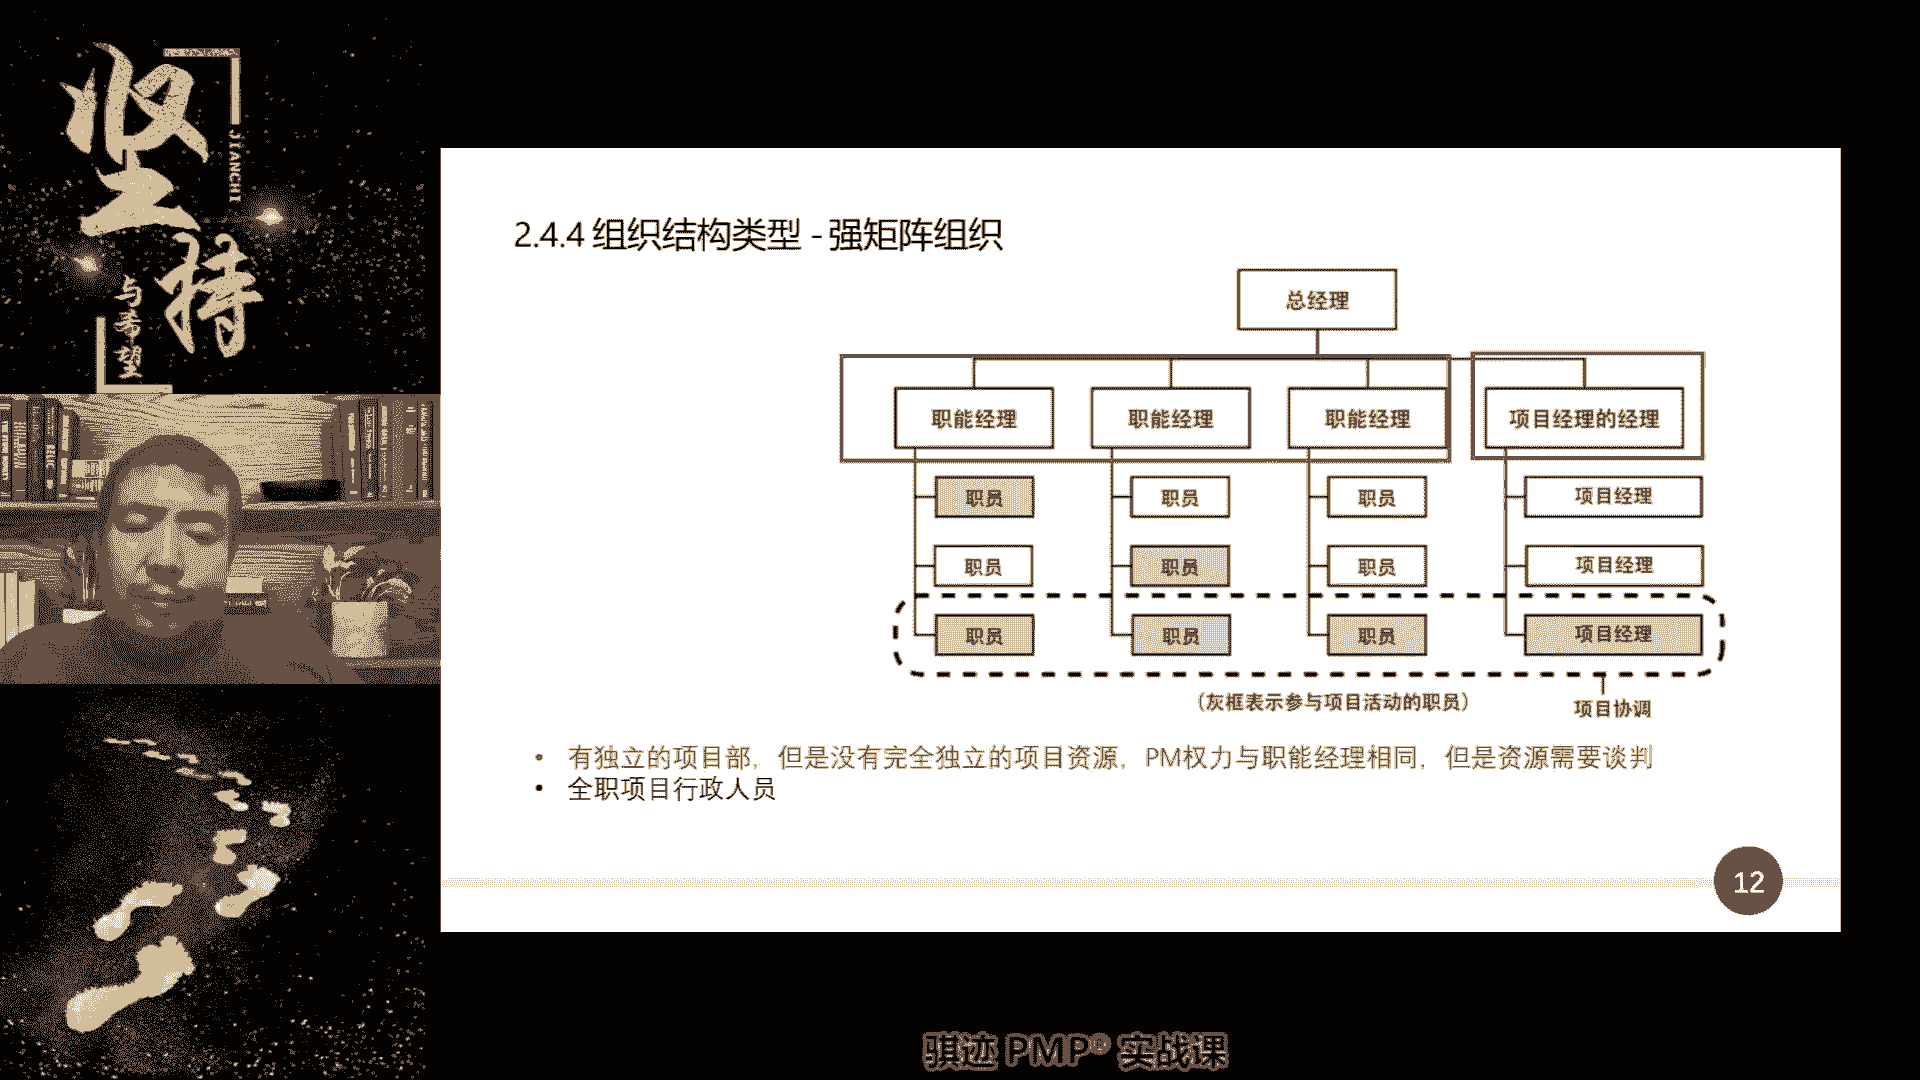 坚持
JIANCHI
与希望
2.4.4 组织结构类型 - 强矩阵组织
总经理
职能经理 职能经理 职能经理 项目经理的经理
职员 职员 职员 项目经理
职员 职员 职员 项目经理
职员 职员 职员 项目经理
（灰框表示参与项目活动的职员）
项目协调
• 有独立的项目部，但是没有完全独立的项目资源，PM权力与职能经理相同，但是资源需要谈判
• 全职项目行政人员
12
骐迹 PMP® 实战课